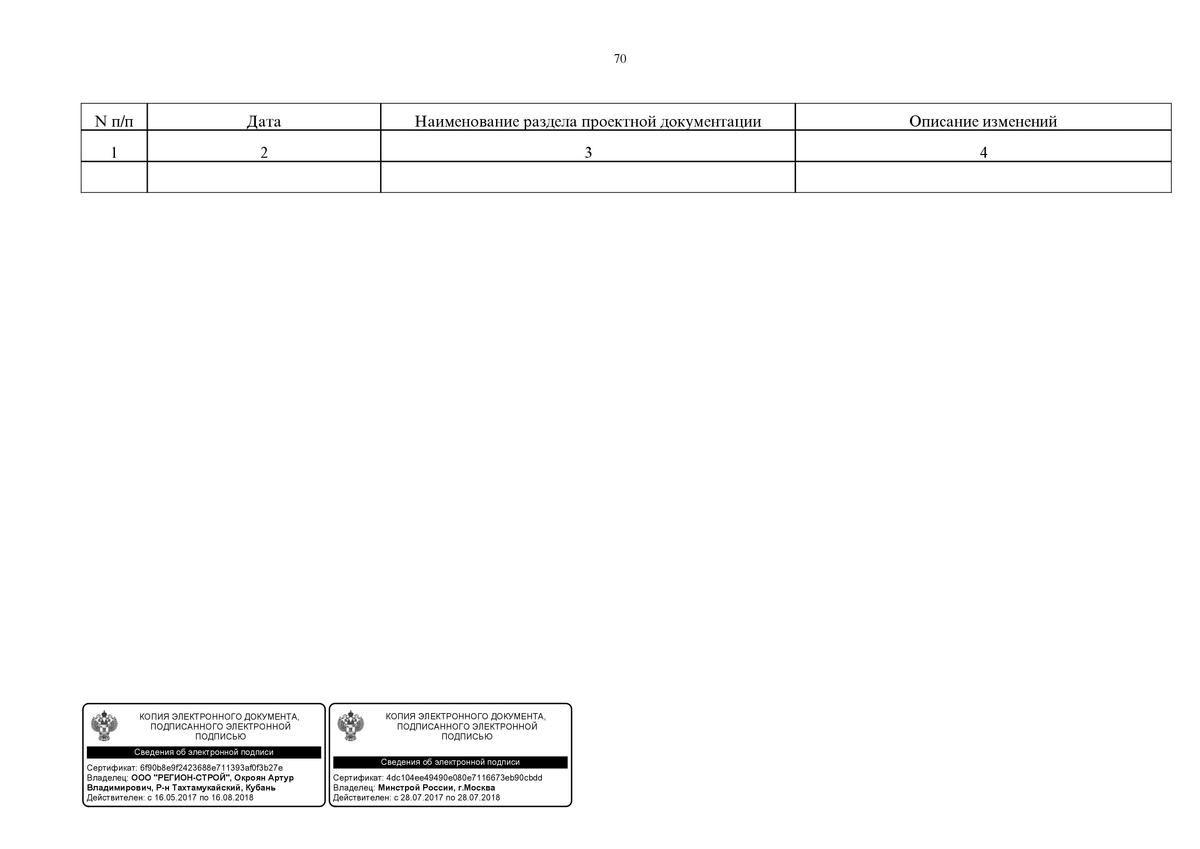 70
N п/п Дата Наименование раздела проектной документации Описание изменений
1 2 3 4
КОПИЯ ЭЛЕКТРОННОГО ДОКУМЕНТА,
ПОДПИСАННОГО ЭЛЕКТРОННОЙ
ПОДПИСЬЮ
Сведения об электронной подписи
Сертификат: 6f90b8e9f2423688e711393af0f3b27e
Владелец: ООО "РЕГИОН-СТРОЙ", Окроян Артур
Владимирович, Р-н Тахтамукайский, Кубань
Действителен: с 16.05.2017 по 16.08.2018
КОПИЯ ЭЛЕКТРОННОГО ДОКУМЕНТА,
ПОДПИСАННОГО ЭЛЕКТРОННОЙ
ПОДПИСЬЮ
Сведения об электронной подписи
Сертификат: 4dc104ee49490e080e7116673eb90cbdd
Владелец: Минстрой России, г.Москва
Действителен: с 28.07.2017 по 28.07.2018